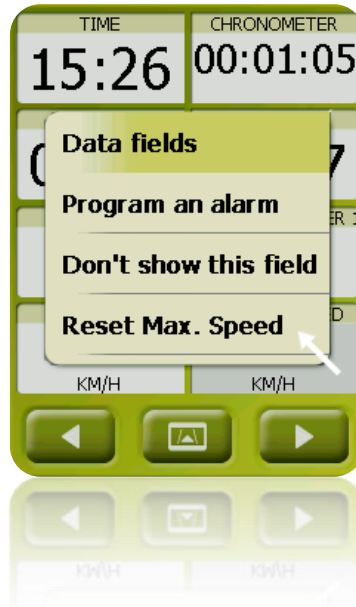 TIME CHRONOMETER
15:26 00:01:05
Data fields
Program an alarm
Don't show this field
Reset Max. Speed
KM/H KM/H